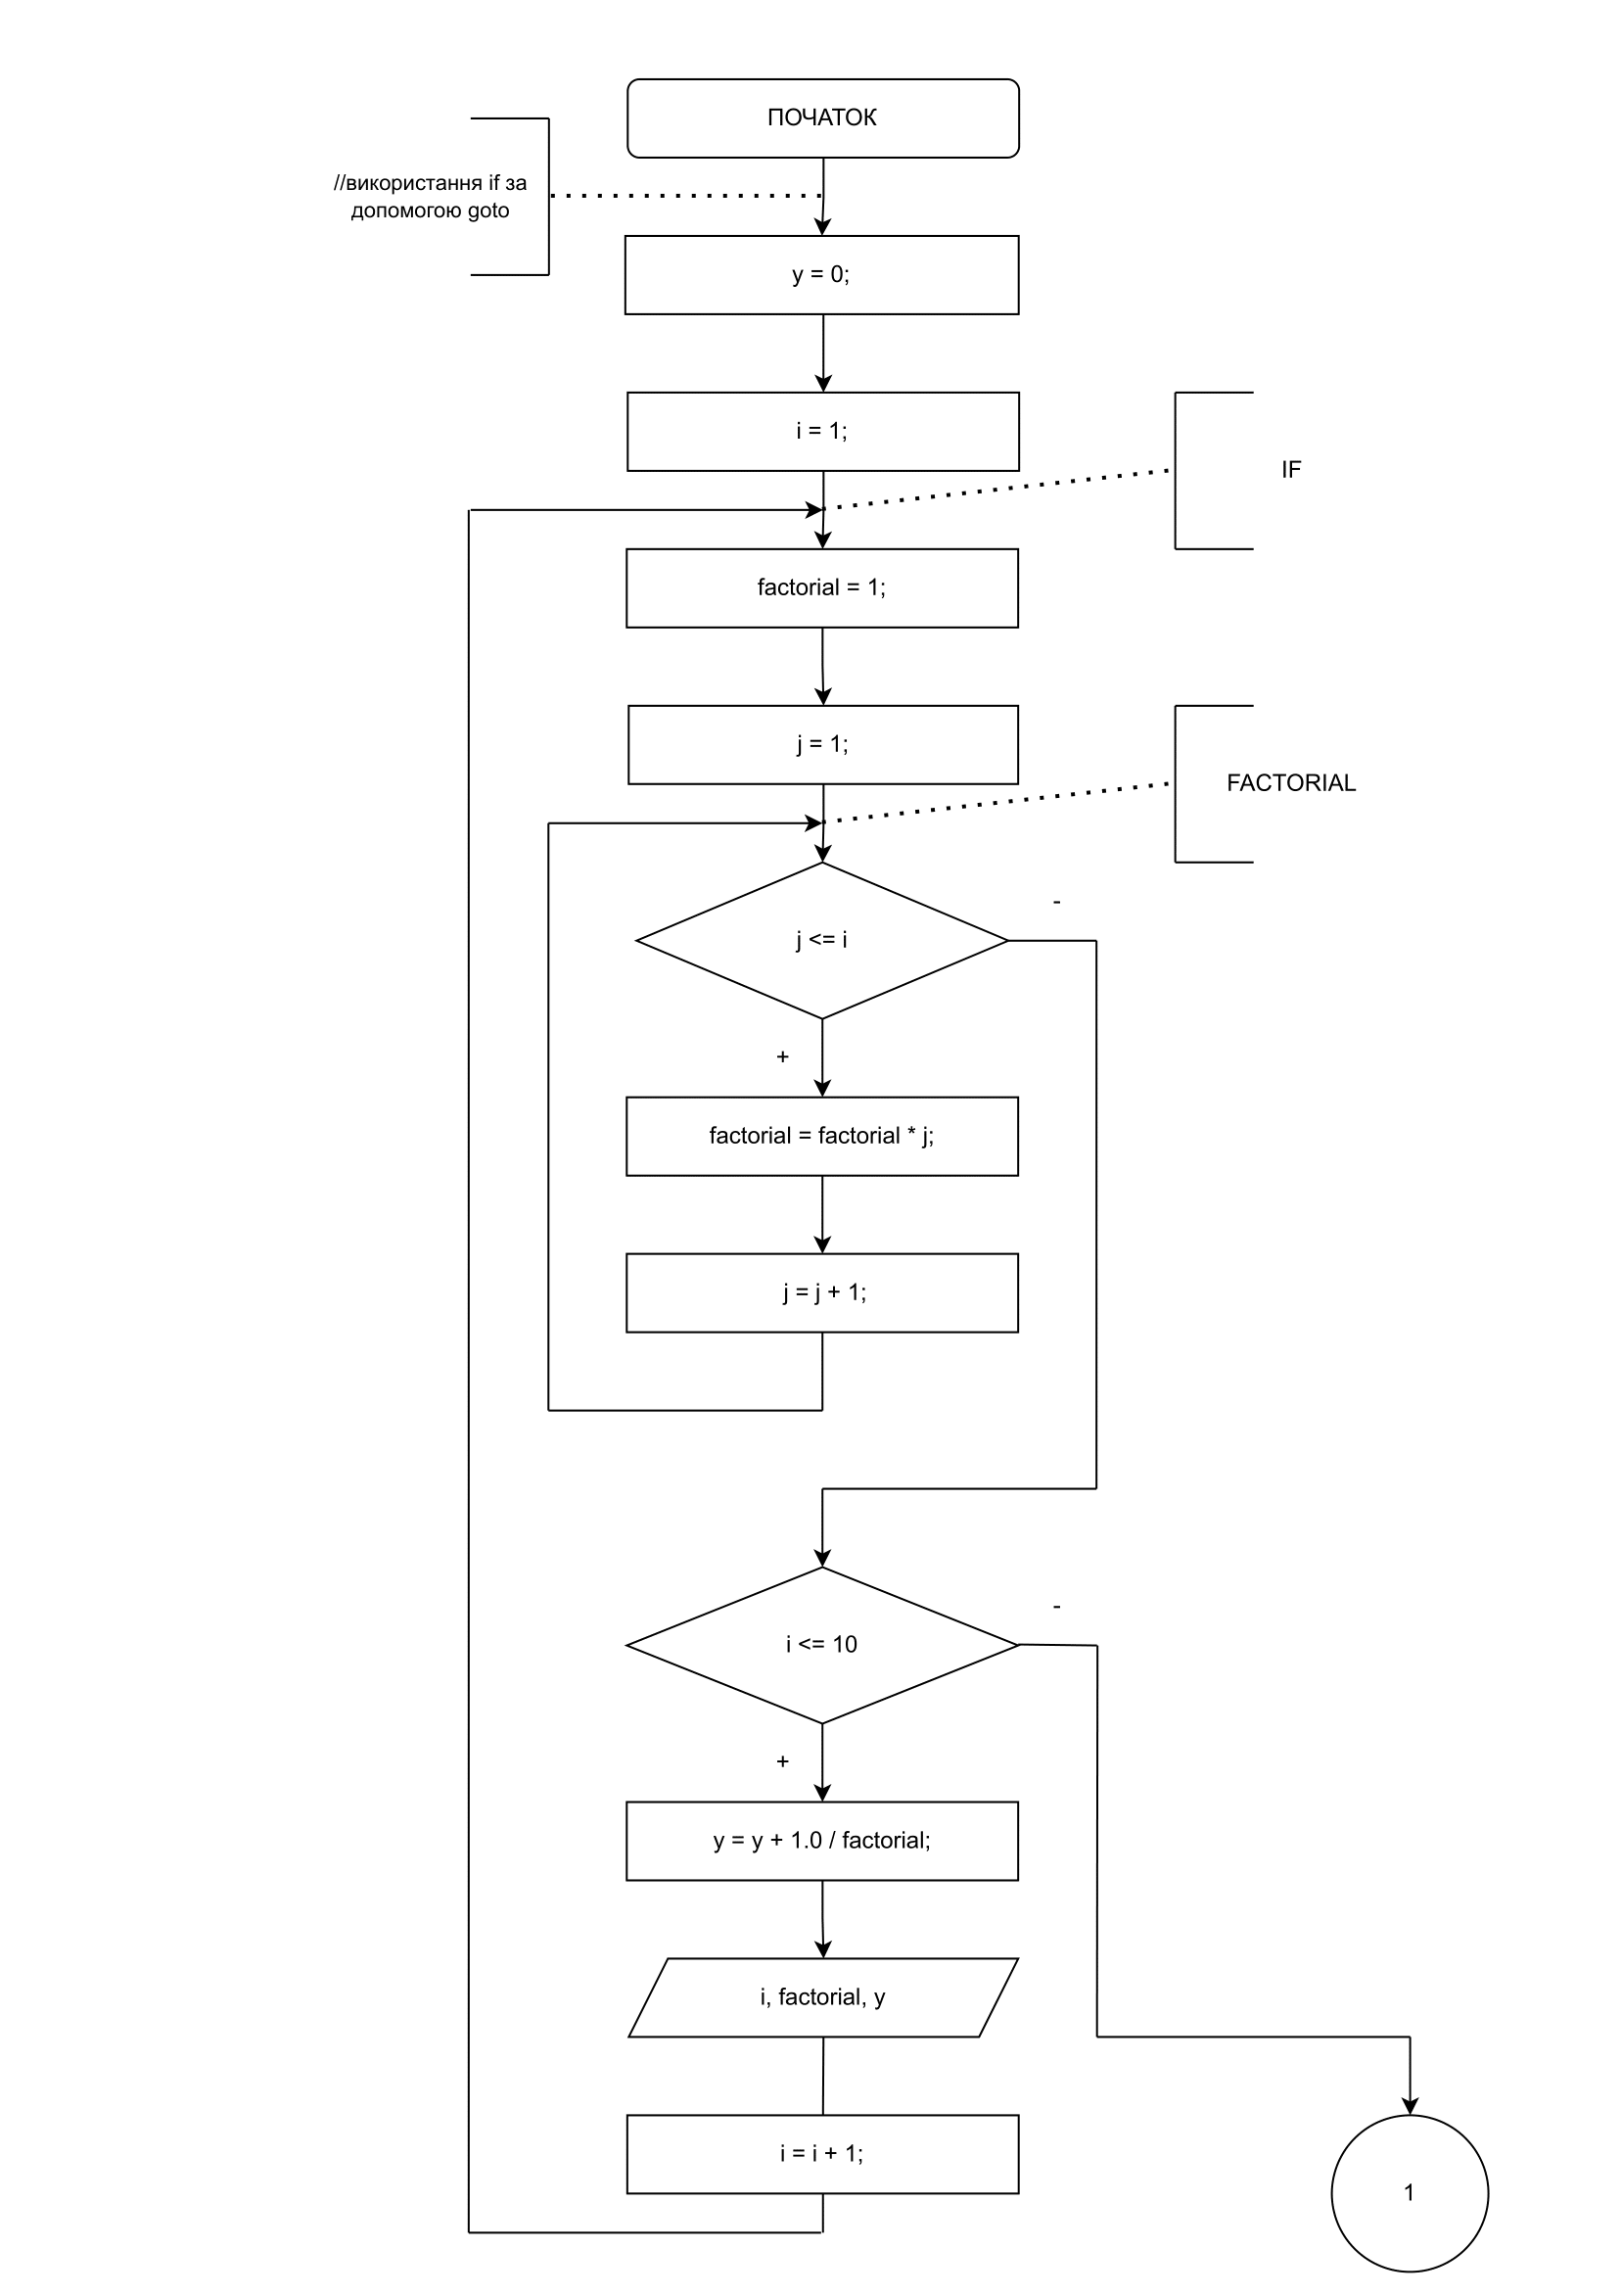 ПОЧАТОК
//використання if за
допомогою goto
y = 0;
i = 1;
IF
factorial = 1;
j = 1;
FACTORIAL
-
j <= i
+
factorial = factorial * j;
j = j + 1;
-
i <= 10
+
y = y + 1.0 / factorial;
i, factorial, y
i = i + 1;
1